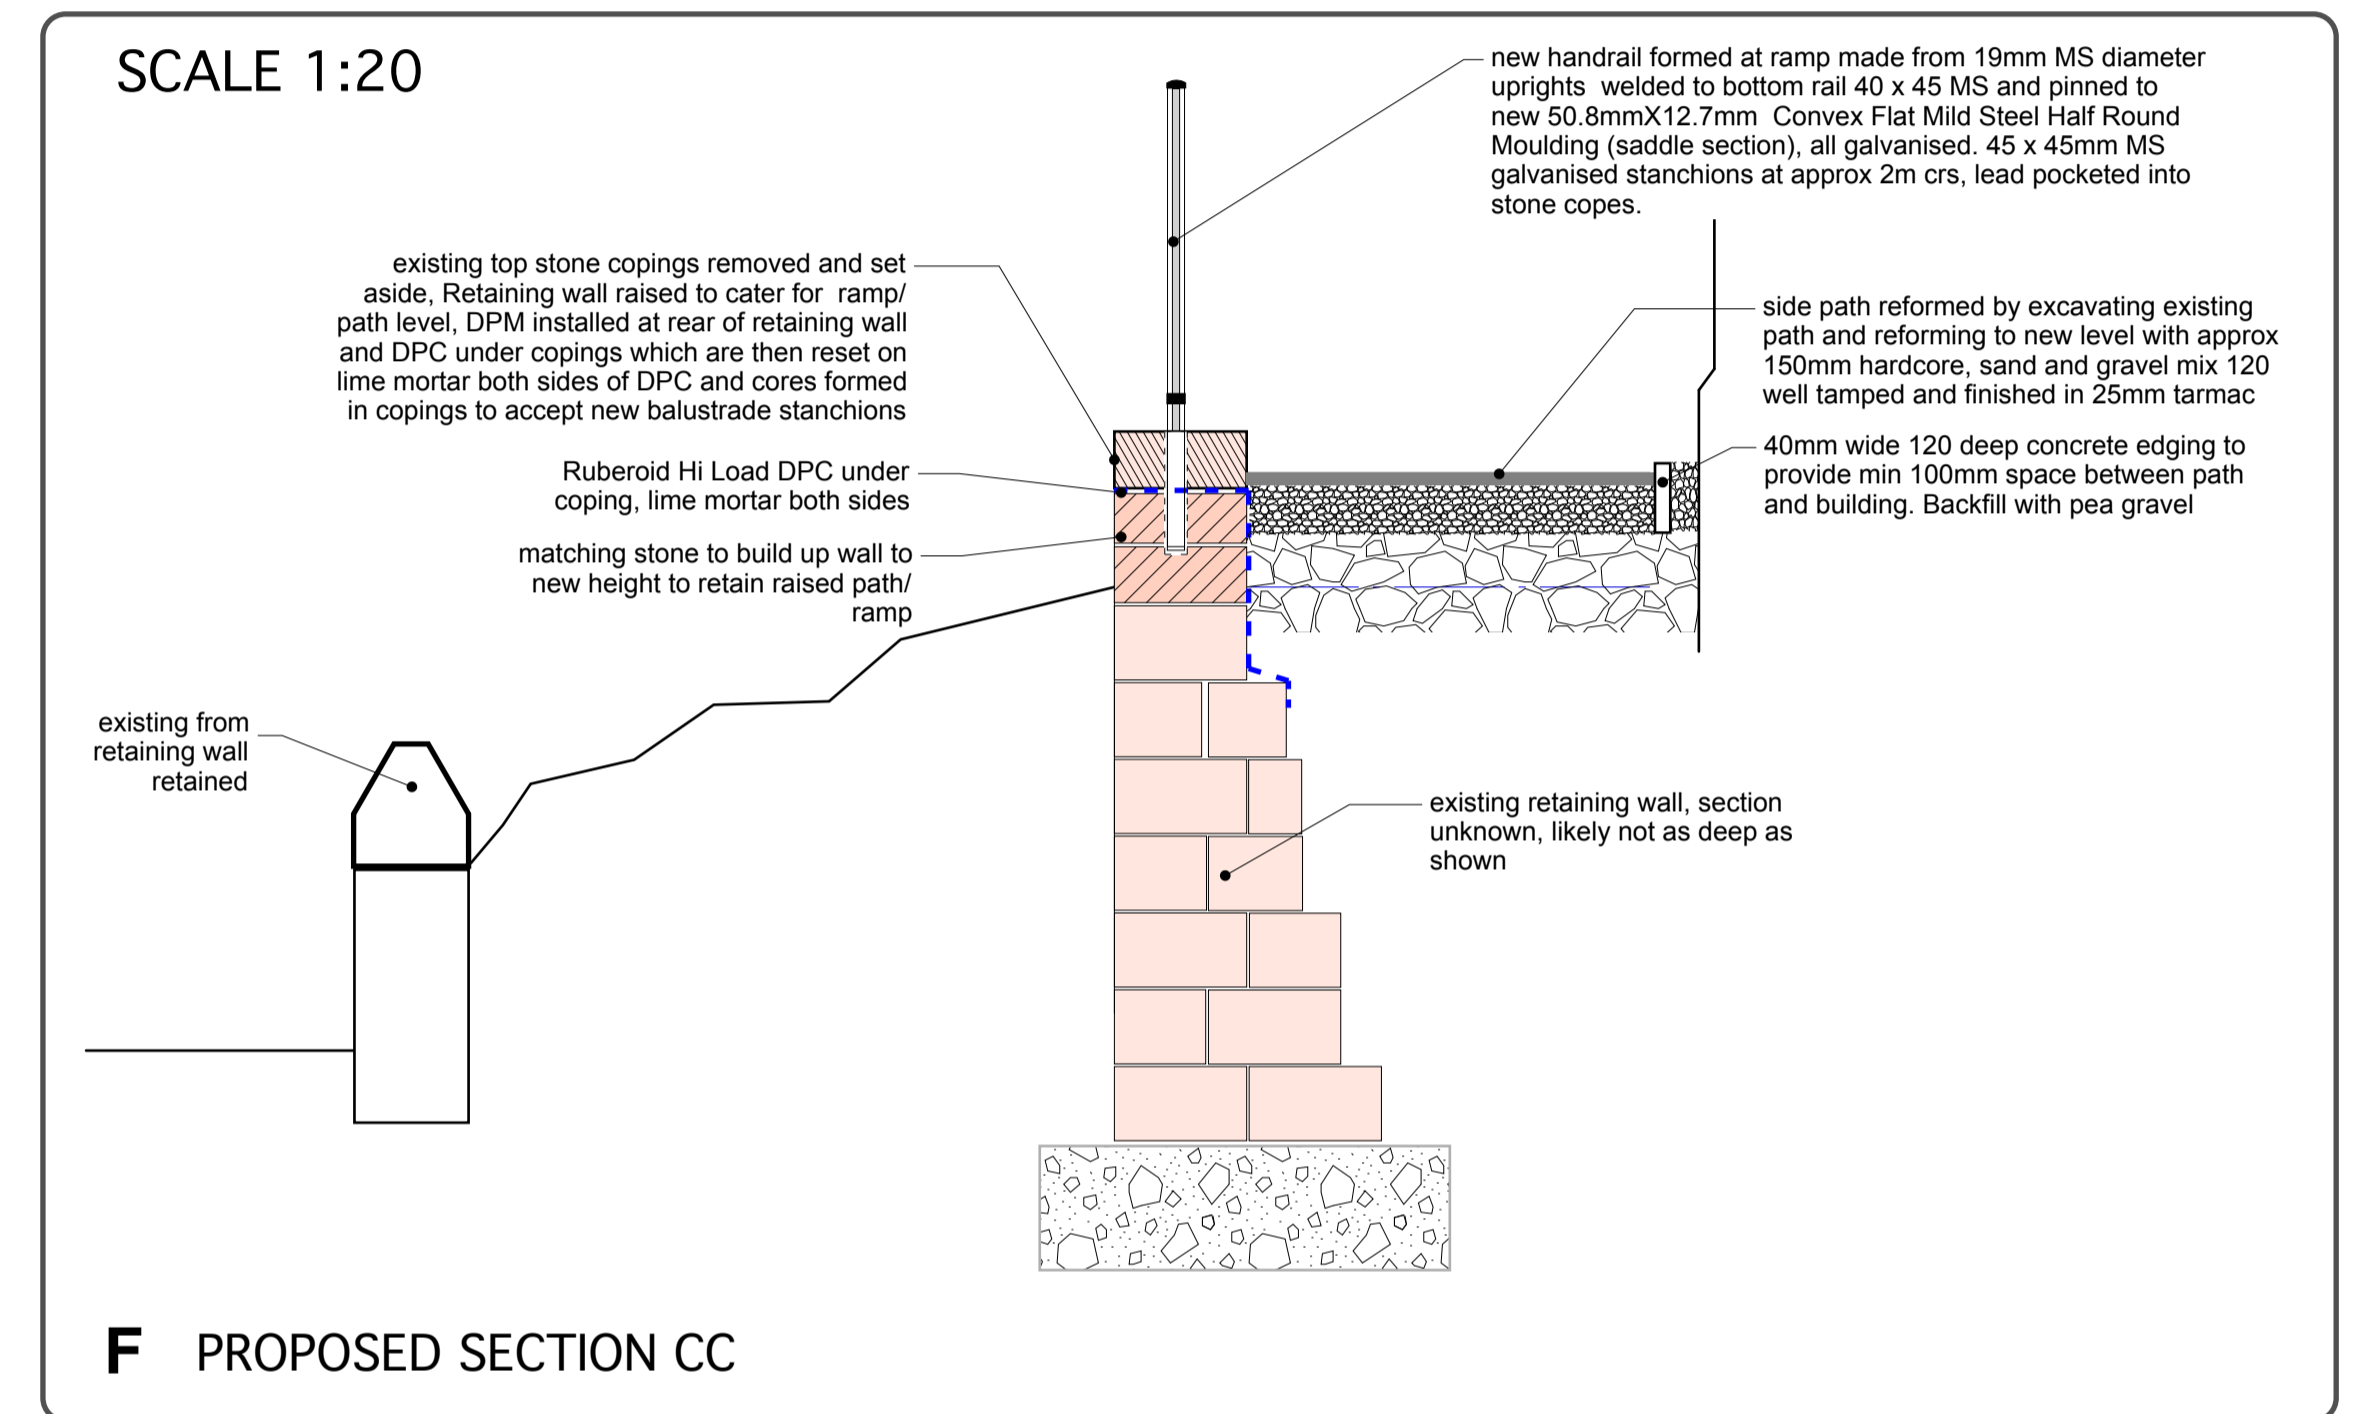 SCALE 1:20
new handrail formed at ramp made from 19mm MS diameter
uprights  welded to bottom rail 40 x 45 MS and pinned to
new 50.8mmX12.7mm  Convex Flat Mild Steel Half Round
Moulding (saddle section), all galvanised. 45 x 45mm MS
galvanised stanchions at approx 2m crs, lead pocketed into
stone copes.
existing top stone copings removed and set
aside, Retaining wall raised to cater for  ramp/
path level, DPM installed at rear of retaining wall
and DPC under copings which are then reset on
lime mortar both sides of DPC and cores formed
in copings to accept new balustrade stanchions
side path reformed by excavating existing
path and reforming to new level with approx
150mm hardcore, sand and gravel mix 120
well tamped and finished in 25mm tarmac
40mm wide 120 deep concrete edging to
provide min 100mm space between path
and building. Backfill with pea gravel
Ruberoid Hi Load DPC under
coping, lime mortar both sides
matching stone to build up wall to
new height to retain raised path/
ramp
existing from
retaining wall
retained
existing retaining wall, section
unknown, likely not as deep as
shown
F PROPOSED SECTION CC